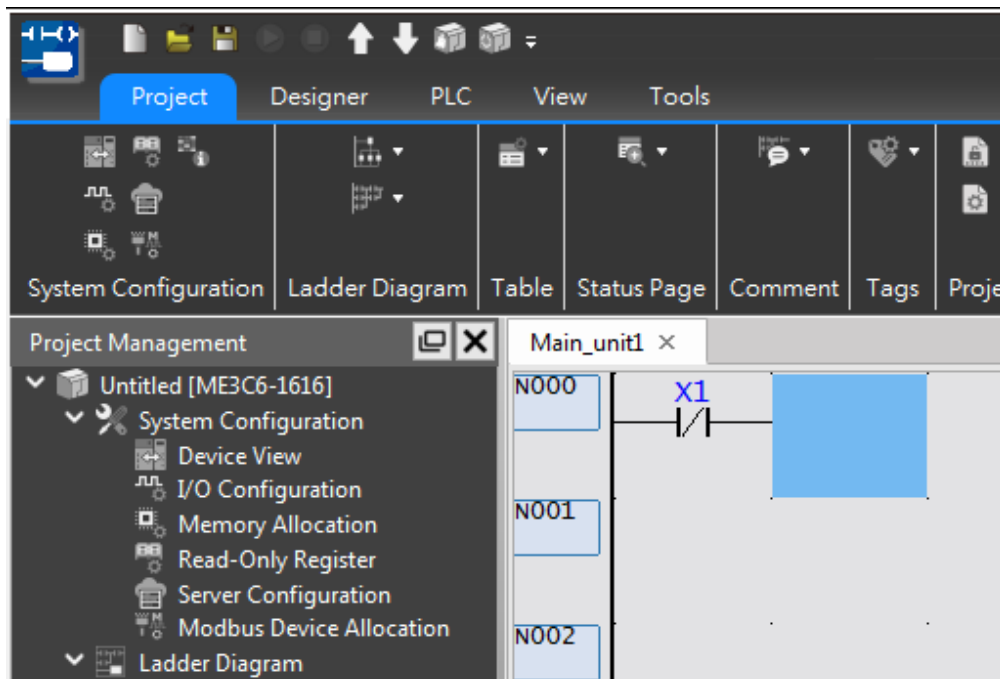 Project Designer PLC View Tools
System Configuration Ladder Diagram Table Status Page Comment Tags Proje
Project Management
Main_unit1
Untitled [ME3C6-1616]
System Configuration
Device View
I/O Configuration
Memory Allocation
Read-Only Register
Server Configuration
Modbus Device Allocation
Ladder Diagram
N000
X1
N001
N002